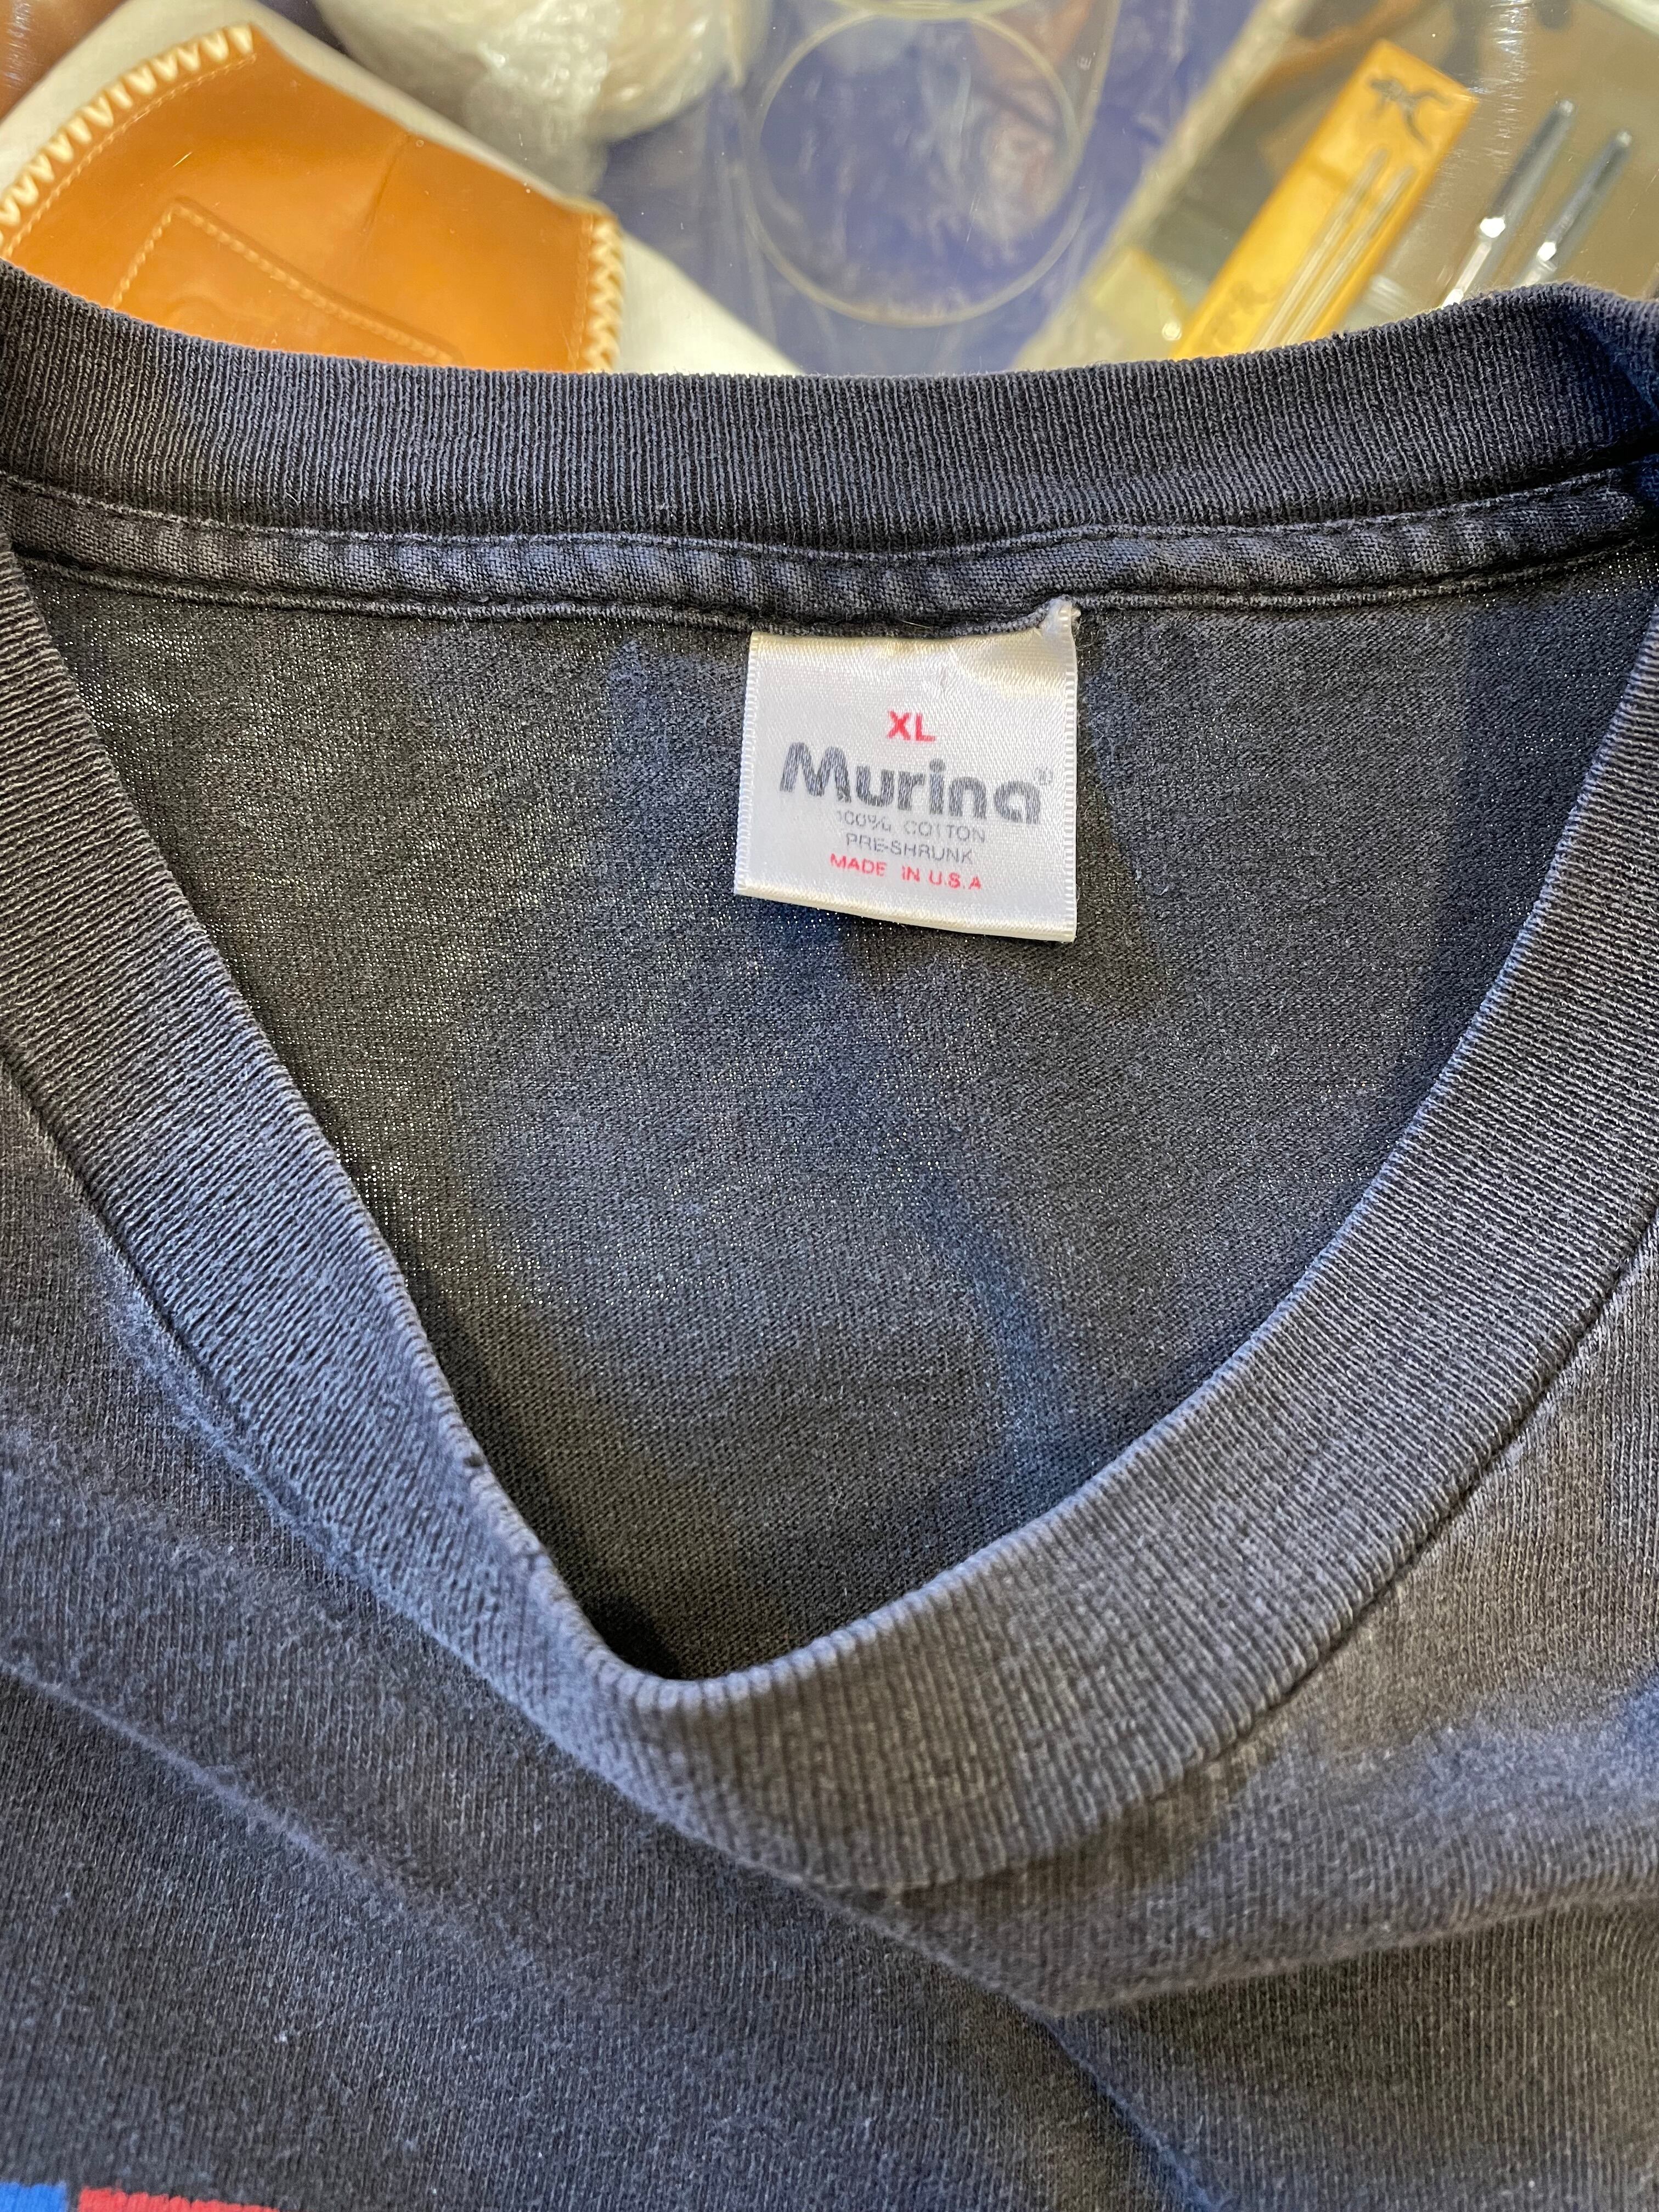 XL
Murina®
100% COTTON
PRE-SHRUNK
MADE IN U.S.A